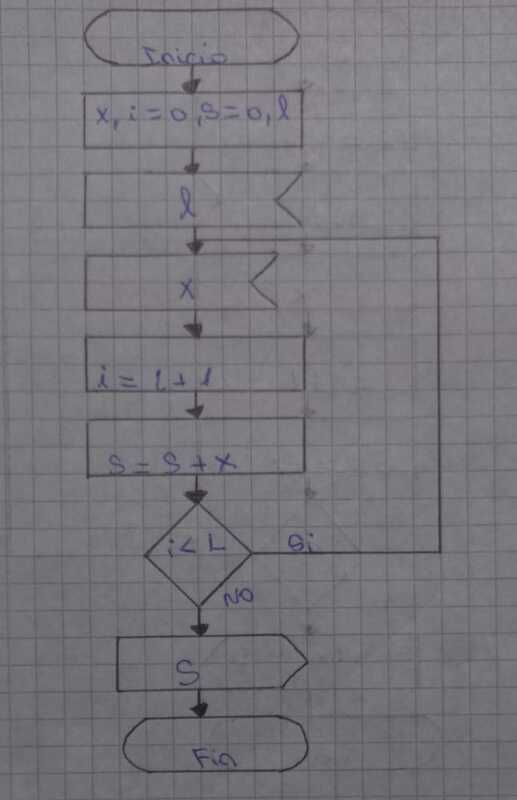 Inicio
x, i = 0, S = 0, l
l
x
i = i + 1
S = S + X
i < L
Si
NO
S
Fin